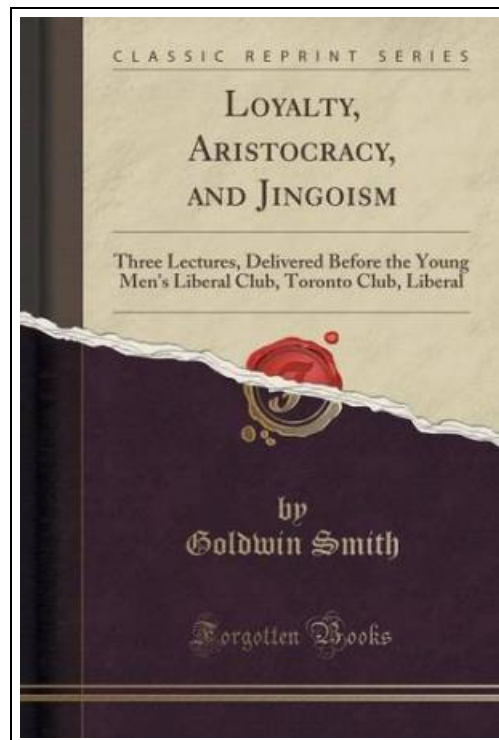 CLASSIC REPRINT SERIES
LOYALTY,
ARISTOCRACY,
AND JINGOISM
Three Lectures, Delivered Before the Young
Men's Liberal Club, Toronto Club, Liberal
by
Goldwin Smith
Forgotten Books